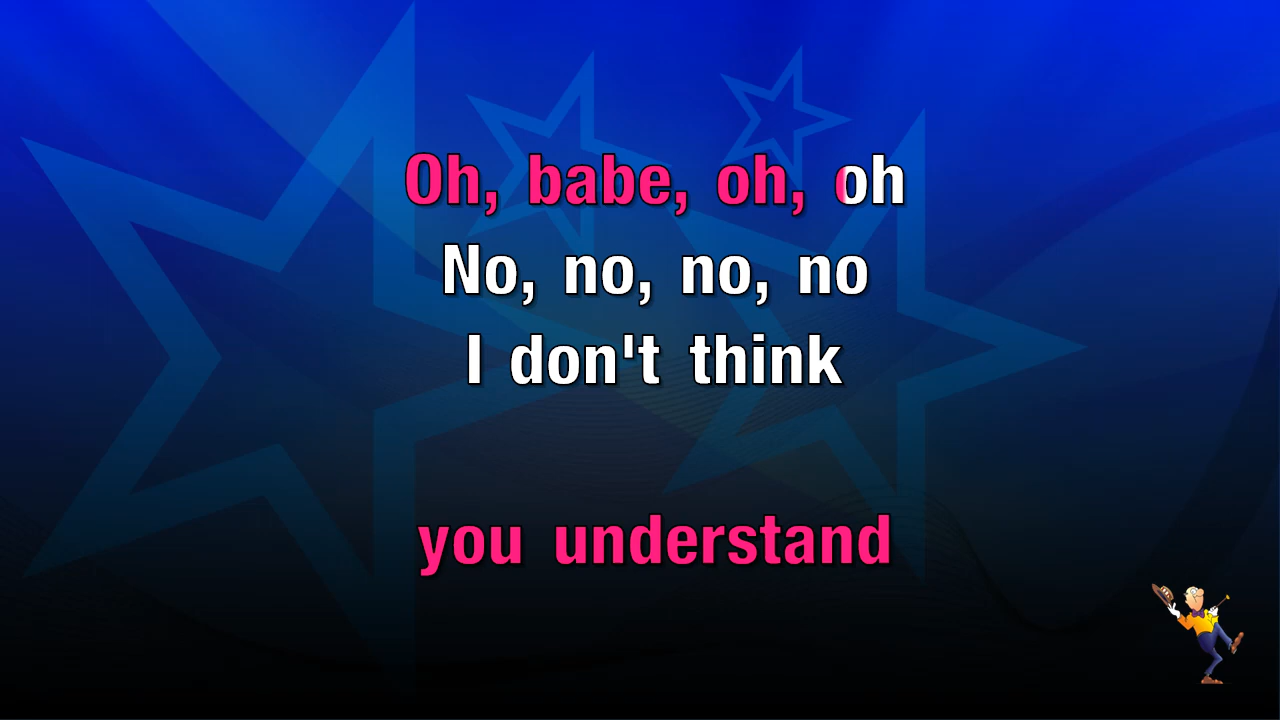 Oh, babe, oh, oh
No, no, no, no
I don't think
you understand